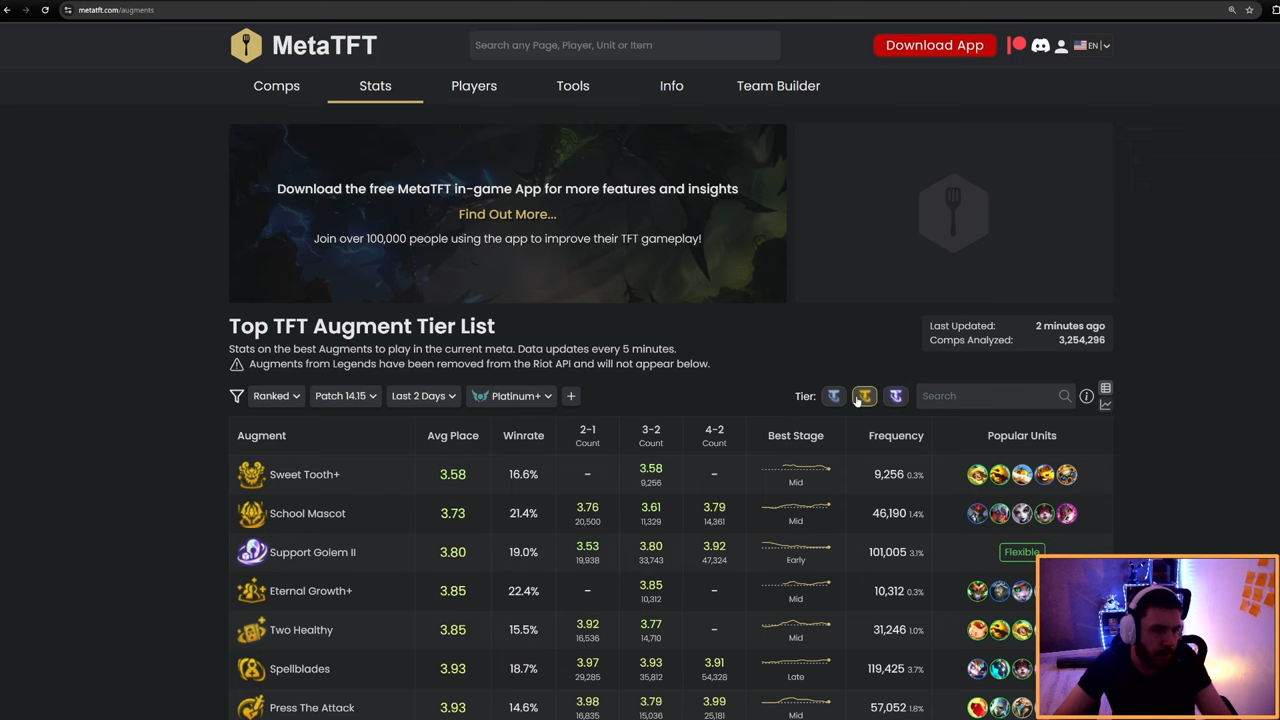 metatft.com/augments
MetaTFT
Search any Page, Player, Unit or Item
Download App
EN
Comps
Stats
Players
Tools
Info
Team Builder
Download the free MetaTFT in-game App for more features and insights
Find Out More...
Join over 100,000 people using the app to improve their TFT gameplay!
Top TFT Augment Tier List
Last Updated: 2 minutes ago
Stats on the best Augments to play in the current meta. Data updates every 5 minutes.
Comps Analyzed: 3,254,296
Augments from Legends have been removed from the Riot API and will not appear below.
Ranked Patch 14.15 Last 2 Days Platinum+ + Tier: Search
Augment Avg Place Winrate 2-1 Count 3-2 Count 4-2 Count Best Stage Frequency Popular Units
Sweet Tooth+ 3.58 16.6% - 3.58 9,256 - Mid 9,256 0.3%
School Mascot 3.73 21.4% 3.76 20,500 3.61 11,329 3.79 14,361 Mid 46,190 1.4%
Support Golem II 3.80 19.0% 3.53 19,938 3.80 33,743 3.92 47,324 Early 101,005 3.1% Flexible
Eternal Growth+ 3.85 22.4% - 3.85 10,312 - Mid 10,312 0.3%
Two Healthy 3.85 15.5% 3.92 16,536 3.77 14,710 - Mid 31,246 1.0%
Spellblades 3.93 18.7% 3.97 29,285 3.93 35,812 3.91 54,328 Late 119,425 3.7%
Press The Attack 3.93 14.6% 3.98 16,835 3.79 15,036 3.99 25,181 Mid 57,052 1.8%